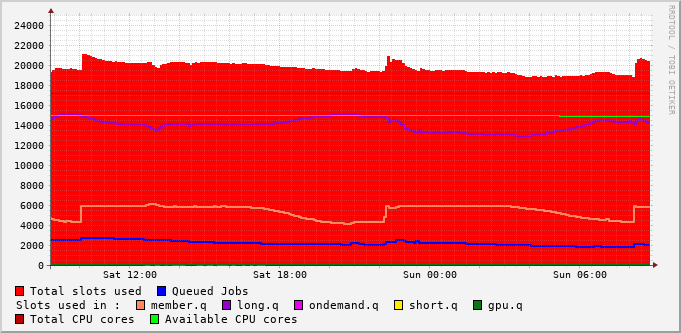 RRDTOOL / TOBI OETIKER
24000
22000
20000
18000
16000
14000
12000
10000
8000
6000
4000
2000
0
Sat 12:00 Sat 18:00 Sun 00:00 Sun 06:00
Total slots used Queued Jobs
Slots used in : member.q long.q ondemand.q short.q gpu.q
Total CPU cores Available CPU cores